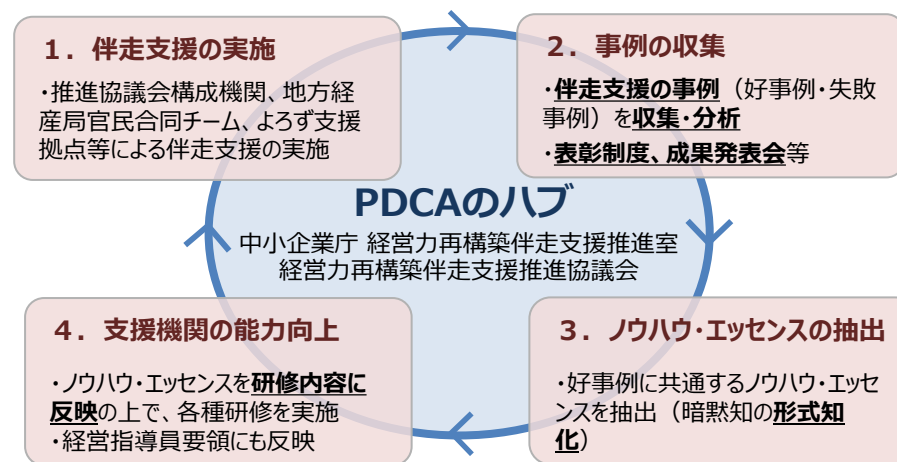 1．伴走支援の実施
・推進協議会構成機関、地方経
産局官民合同チーム、よろず支援
拠点等による伴走支援の実施
2．事例の収集
・伴走支援の事例（好事例・失敗
事例）を収集・分析
・表彰制度、成果発表会等
PDCAのハブ
中小企業庁 経営力再構築伴走支援推進室
経営力再構築伴走支援推進協議会
3．ノウハウ・エッセンスの抽出
・好事例に共通するノウハウ・エッセ
ンスを抽出（暗黙知の形式知
化）
4．支援機関の能力向上
・ノウハウ・エッセンスを研修内容に
反映の上で、各種研修を実施
・経営指導員要領にも反映